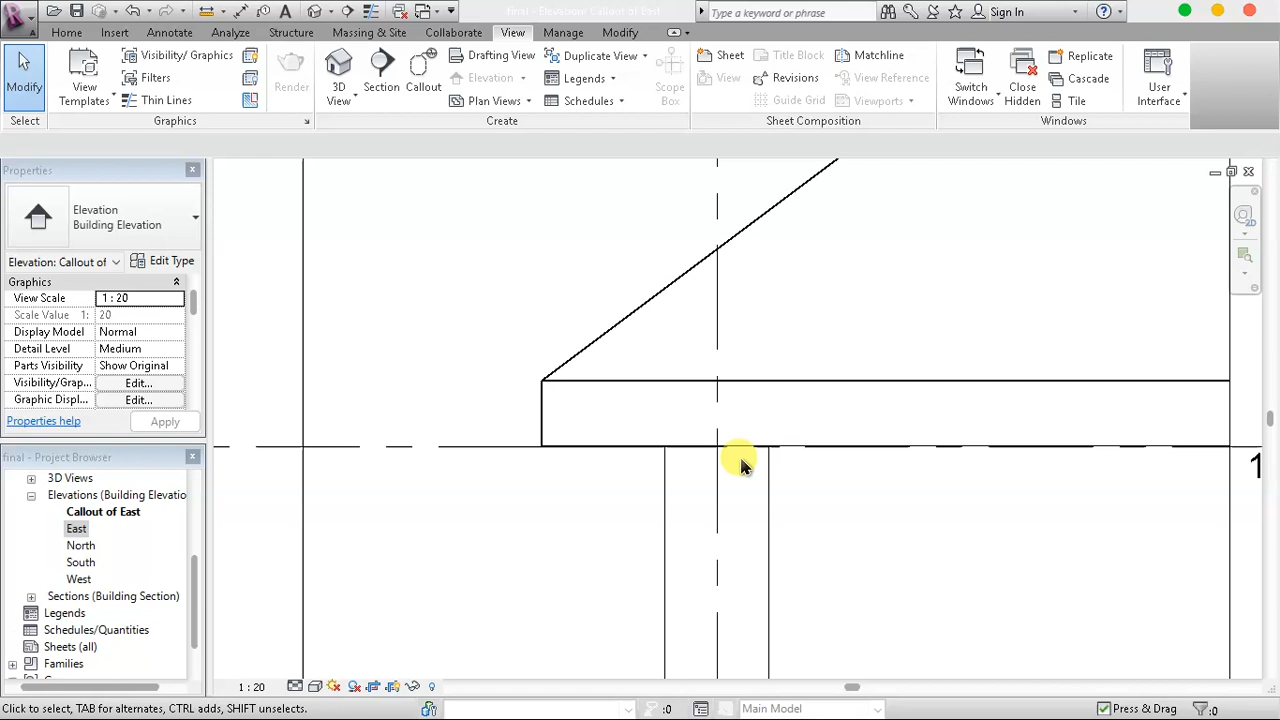 final - Elevation: Callout of East
Type a keyword or phrase
Sign In
Home Insert Annotate Analyze Structure Massing & Site Collaborate View Manage Modify
Modify
Select
View Templates
Visibility/ Graphics
Filters
Thin Lines
Graphics
Render
3D View
Section
Callout
Drafting View
Elevation
Plan Views
Duplicate View
Legends
Schedules
Scope Box
Create
Sheet
View
Title Block
Revisions
Guide Grid
Matchline
View Reference
Viewports
Sheet Composition
Switch Windows
Close Hidden
Replicate
Cascade
Tile
Windows
User Interface
Properties
Elevation
Building Elevation
Elevation: Callout of
Edit Type
Graphics
View Scale 1 : 20
Scale Value 1: 20
Display Model Normal
Detail Level Medium
Parts Visibility Show Original
Visibility/Grap... Edit...
Graphic Displ... Edit...
Properties help
Apply
final - Project Browser
3D Views
Elevations (Building Elevatio
Callout of East
East
North
South
West
Sections (Building Section)
Legends
Schedules/Quantities
Sheets (all)
Families
1
1 : 20
2D
Click to select, TAB for alternates, CTRL adds, SHIFT unselects.
:0
Main Model
Press & Drag
:0